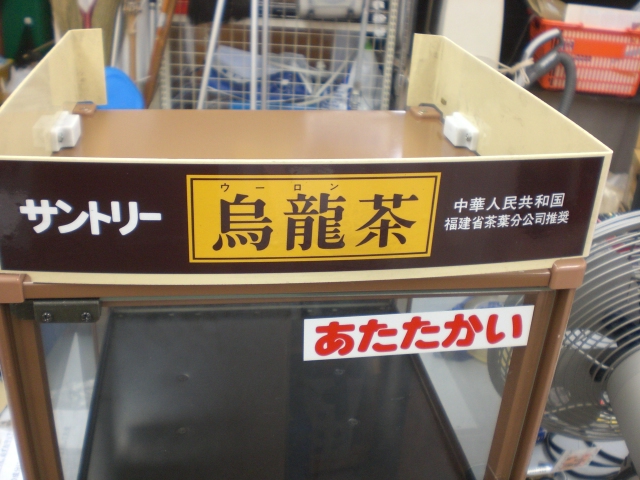 サントリー
ウーロン
烏龍茶
中華人民共和国
福建省茶葉分公司推奨
あたたかい